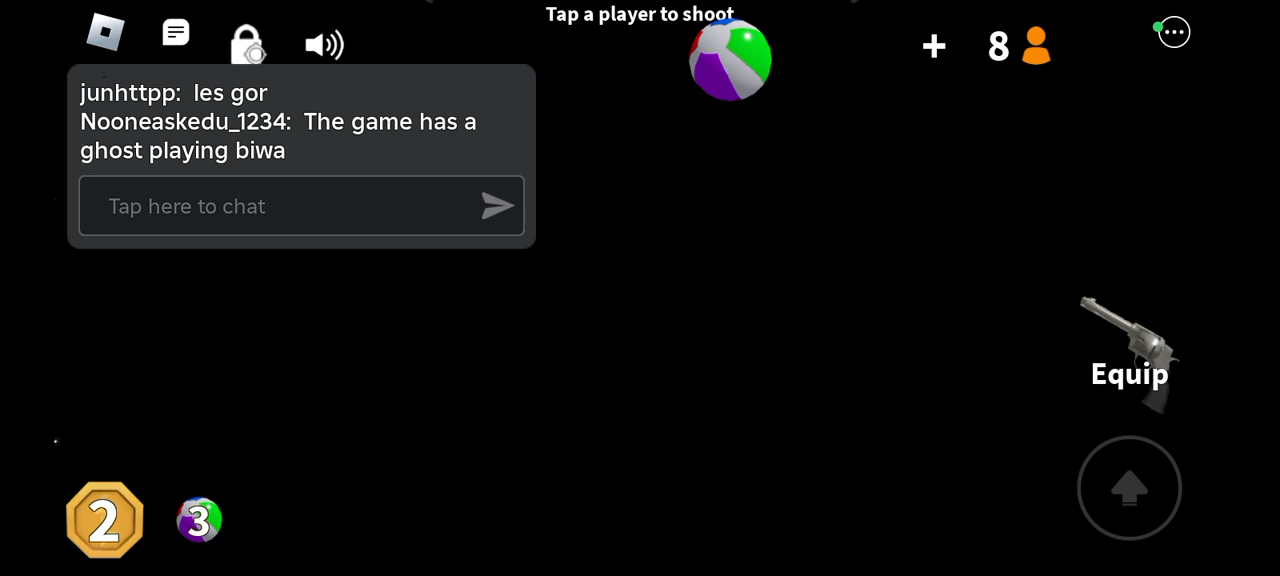 Tap a player to shoot
+ 8
junhttpp: les gor
Nooneaskedu_1234: The game has a
ghost playing biwa
Tap here to chat
Equip
2
3